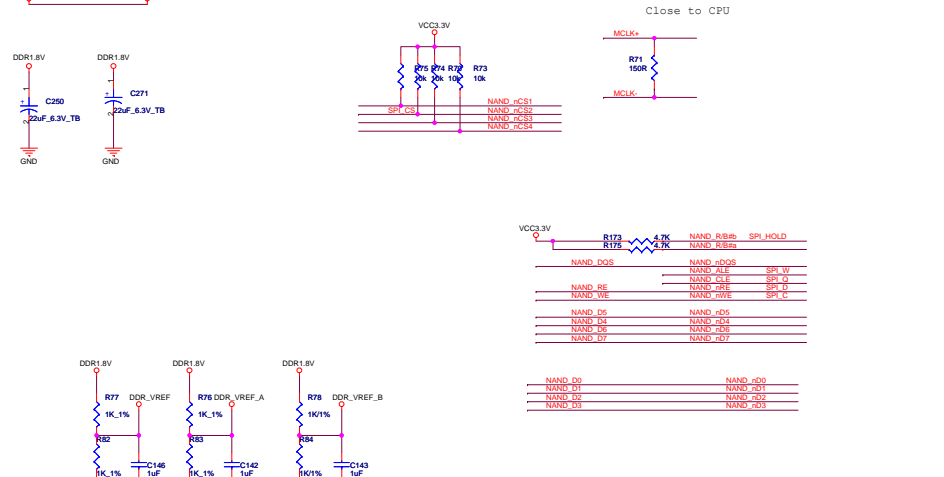 Close to CPU
VCC3.3V
MCLK+
R71
150R
MCLK-
DDR1.8V
DDR1.8V
1
C250
22uF_6.3V_TB
2
GND
1
C271
22uF_6.3V_TB
2
GND
R75 R74 R73
10k 10k 10k 10k
NAND_nCS1
SPI_CS NAND_nCS2
NAND_nCS3
NAND_nCS4
VCC3.3V
R173 4.7K NAND_R/B#b SPI_HOLD
R175 4.7K NAND_R/B#a
NAND_DQS NAND_nDQS
NAND_ALE SPI_W
NAND_CLE SPI_Q
NAND_RE NAND_nRE SPI_D
NAND_WE NAND_nWE SPI_C
NAND_D5 NAND_nD5
NAND_D4 NAND_nD4
NAND_D6 NAND_nD6
NAND_D7 NAND_nD7
NAND_D0 NAND_nD0
NAND_D1 NAND_nD1
NAND_D2 NAND_nD2
NAND_D3 NAND_nD3
DDR1.8V DDR1.8V DDR1.8V
R77 DDR_VREF R76 DDR_VREF_A R78 DDR_VREF_B
1K_1% 1K_1% 1K/1%
R82 R83 R84
C146 C142 C143
1K_1% 1uF 1K_1% 1uF 1K/1% 1uF